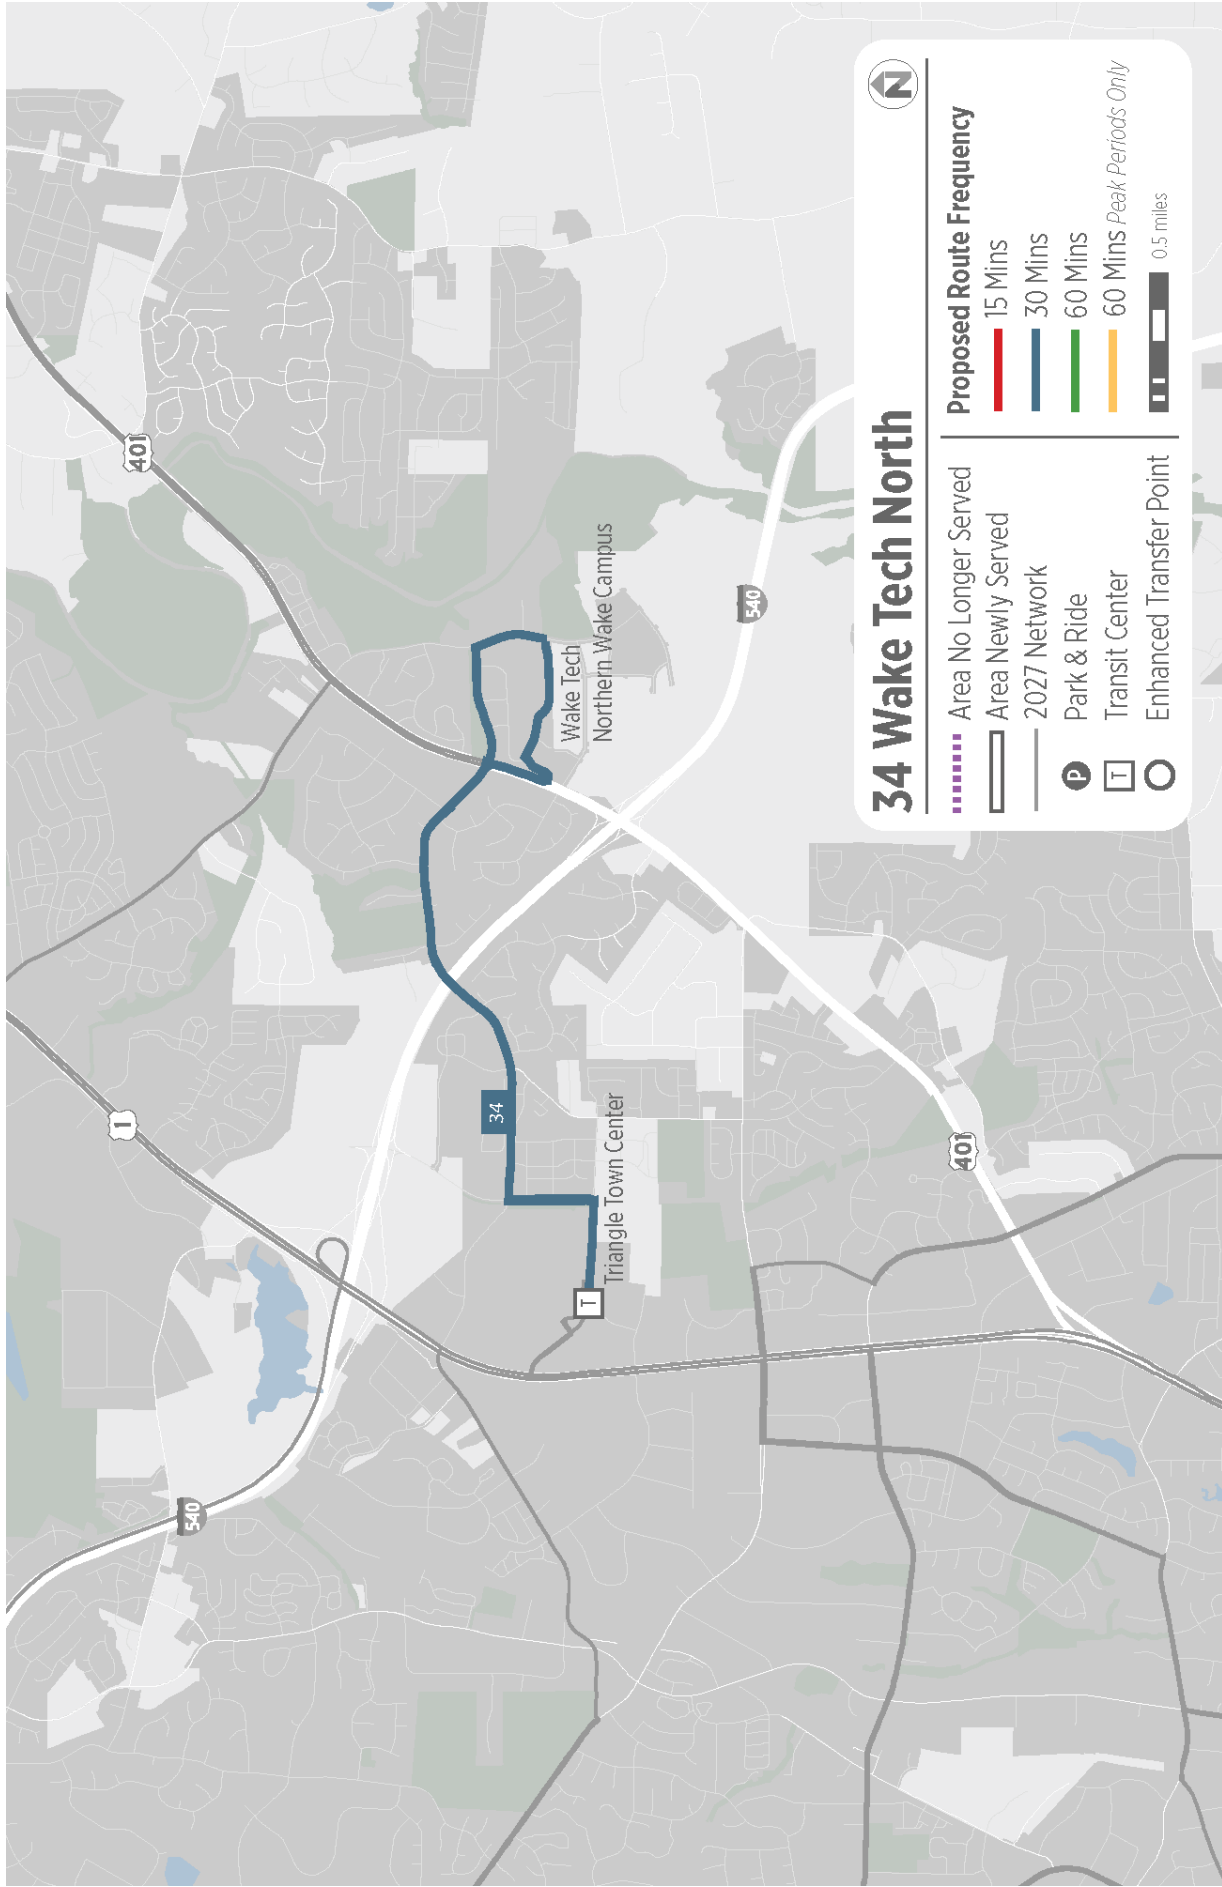 34 Wake Tech North
N
Area No Longer Served
Area Newly Served
2027 Network
P Park & Ride
T Transit Center
Enhanced Transfer Point
Proposed Route Frequency
15 Mins
30 Mins
60 Mins
60 Mins Peak Periods Only
0.5 miles
540
1
401
34
T
Triangle Town Center
Wake Tech
Northern Wake Campus
540
401